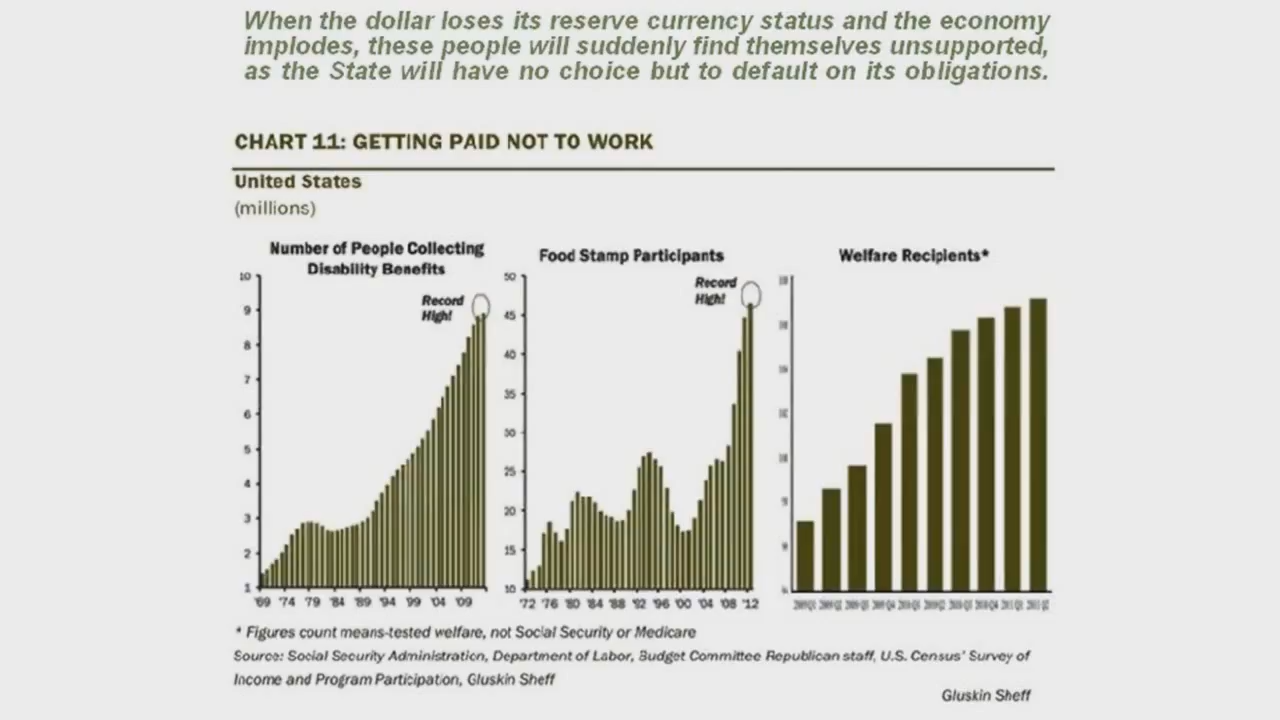 When the dollar loses its reserve currency status and the economy
implodes, these people will suddenly find themselves unsupported,
as the State will have no choice but to default on its obligations.
CHART 11: GETTING PAID NOT TO WORK
United States
(millions)
Number of People Collecting
Disability Benefits
Record
High!
10
9
8
7
6
5
4
3
2
1
'69 '74 '79 '84 '89 '94 '99 '04 '09
Food Stamp Participants
Record
High!
50
45
40
35
30
25
20
15
10
'72 '76 '80 '84 '88 '92 '96 '00 '04 '08 '12
Welfare Recipients*
* Figures count means-tested welfare, not Social Security or Medicare
Source: Social Security Administration, Department of Labor, Budget Committee Republican staff, U.S. Census' Survey of
Income and Program Participation, Gluskin Sheff
Gluskin Sheff